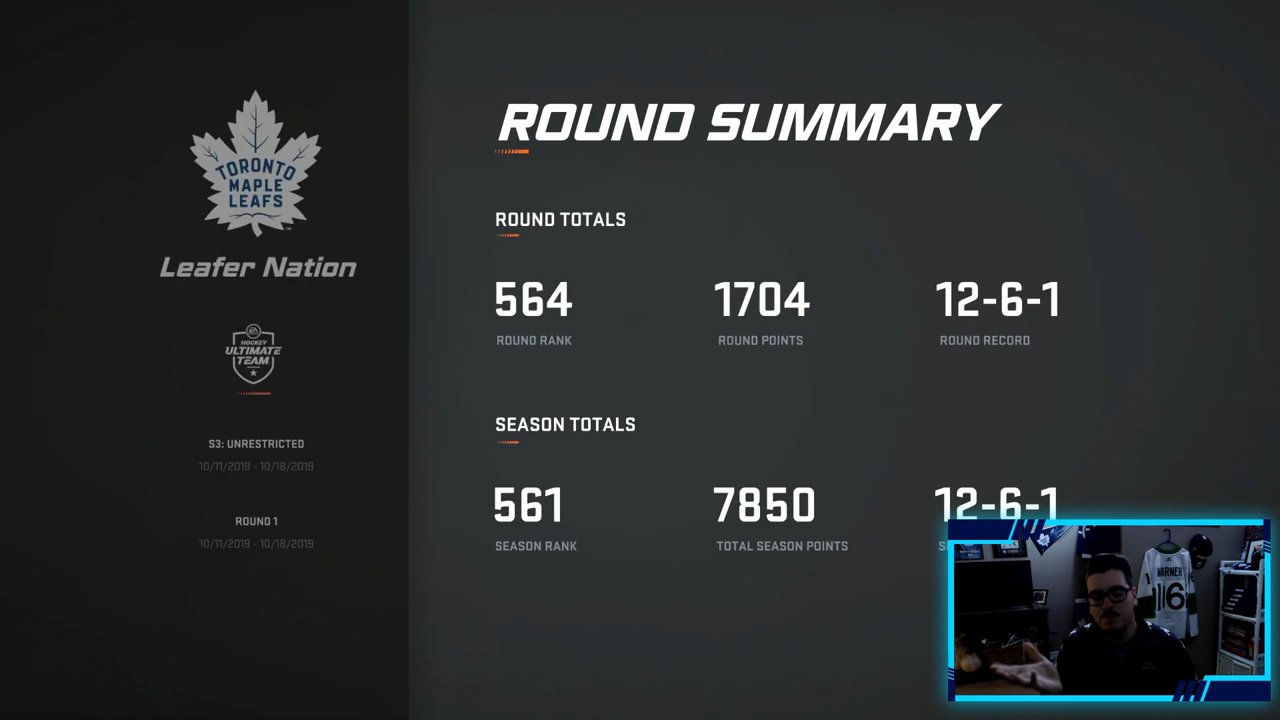 TORONTO
MAPLE
LEAFS
Leafer Nation
EA
HOCKEY
ULTIMATE
TEAM
S3: UNRESTRICTED
10/11/2019 - 10/18/2019
ROUND 1
10/11/2019 - 10/18/2019
ROUND SUMMARY
ROUND TOTALS
564
1704
12-6-1
ROUND RANK
ROUND POINTS
ROUND RECORD
SEASON TOTALS
561
7850
12-6-1
SEASON RANK
TOTAL SEASON POINTS
MARNER
16